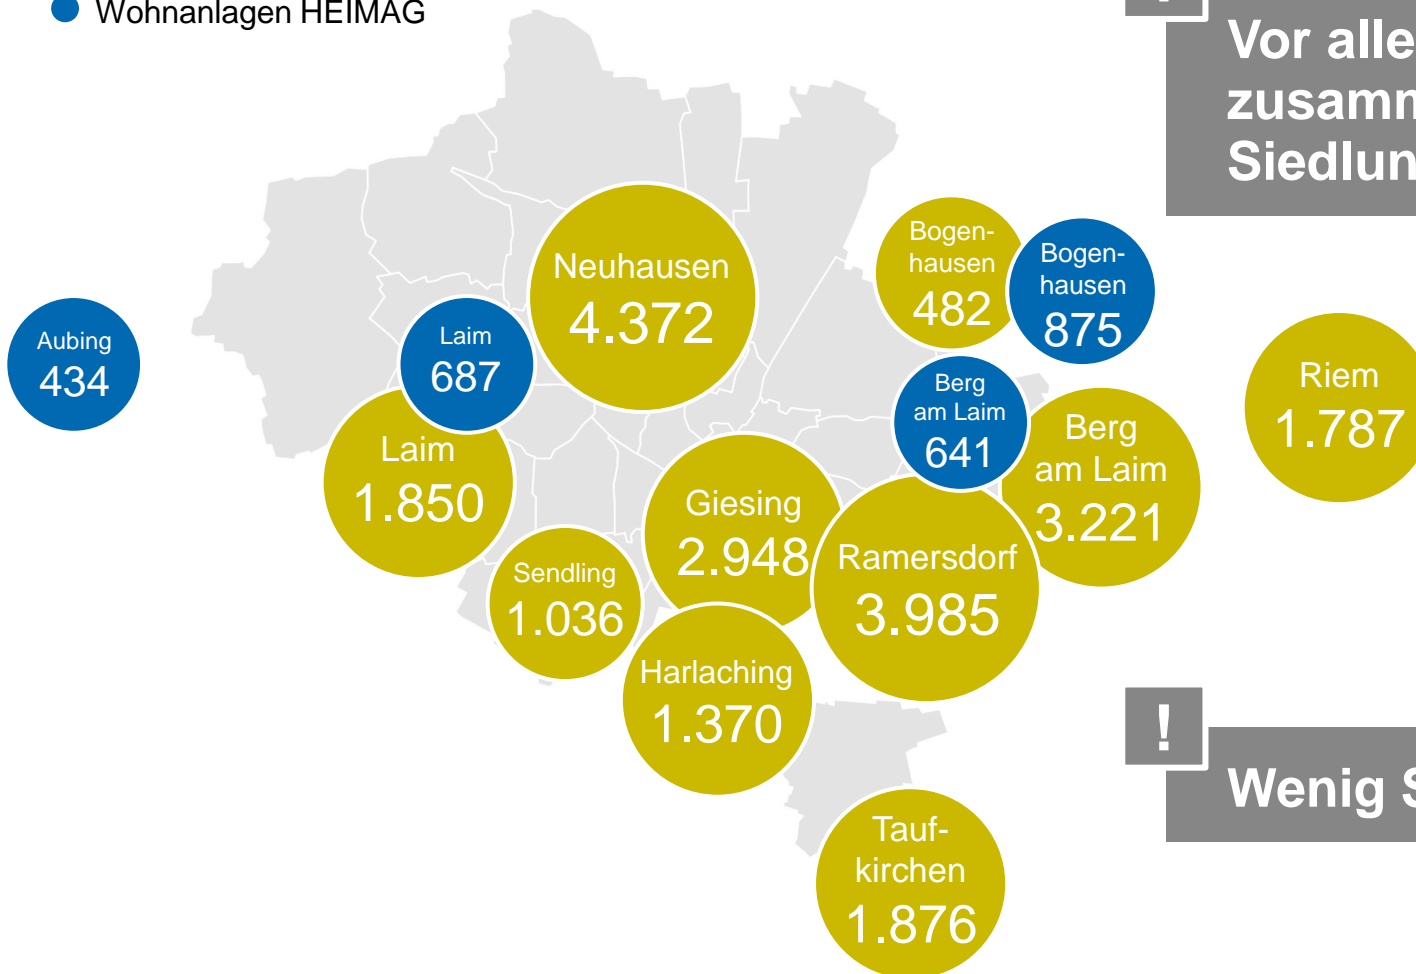 Wohnanlagen HEIMAG
Vor alle
zusamm
Siedlun
Neuhausen
4.372
Bogen-
hausen
482
Bogen-
hausen
875
Aubing
434
Laim
687
Riem
1.787
Berg
am Laim
641
Berg
am Laim
3.221
Laim
1.850
Giesing
2.948
Ramersdorf
3.985
Sendling
1.036
Harlaching
1.370
!
Wenig S
Tauf-
kirchen
1.876